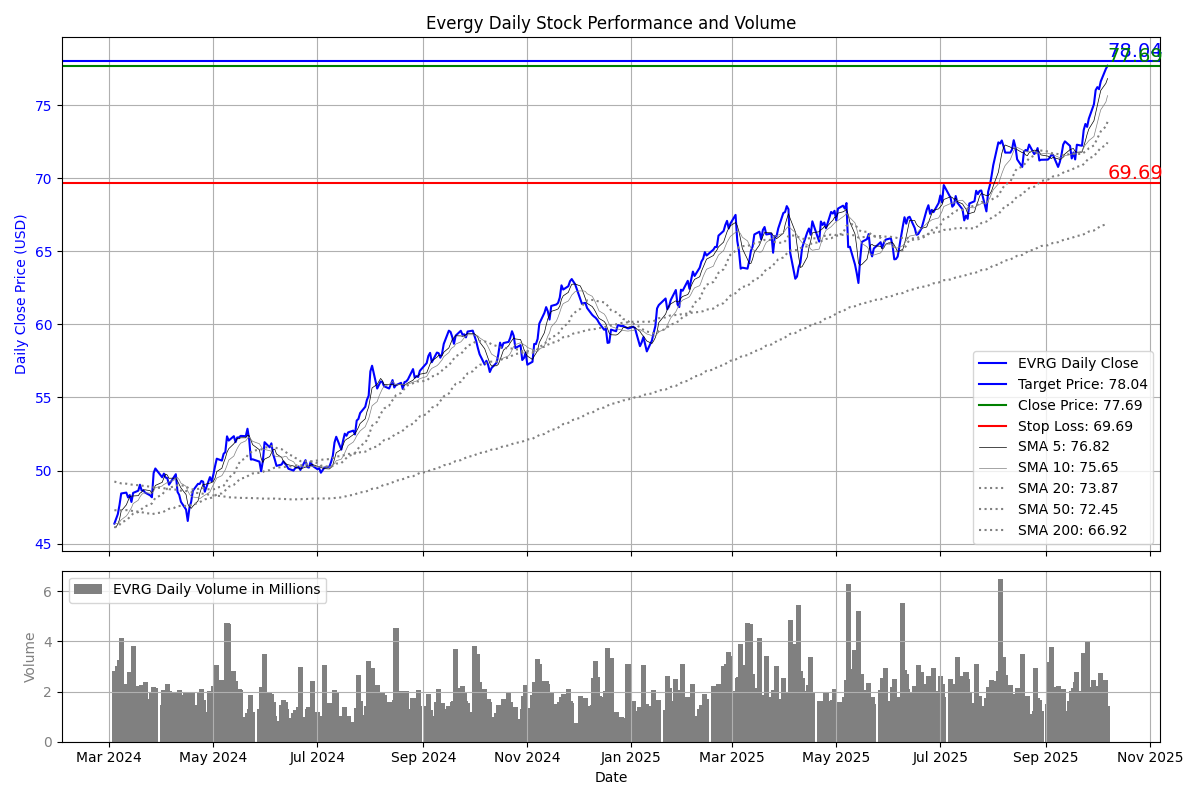 Evergy Daily Stock Performance and Volume
78.04
77.69
75
70
69.69
65
60
55
50
45
Daily Close Price (USD)
EVRG Daily Close
Target Price: 78.04
Close Price: 77.69
Stop Loss: 69.69
SMA 5: 76.82
SMA 10: 75.65
SMA 20: 73.87
SMA 50: 72.45
SMA 200: 66.92
EVRG Daily Volume in Millions
6
4
2
0
Volume
Mar 2024 May 2024 Jul 2024 Sep 2024 Nov 2024 Jan 2025 Mar 2025 May 2025 Jul 2025 Sep 2025 Nov 2025
Date